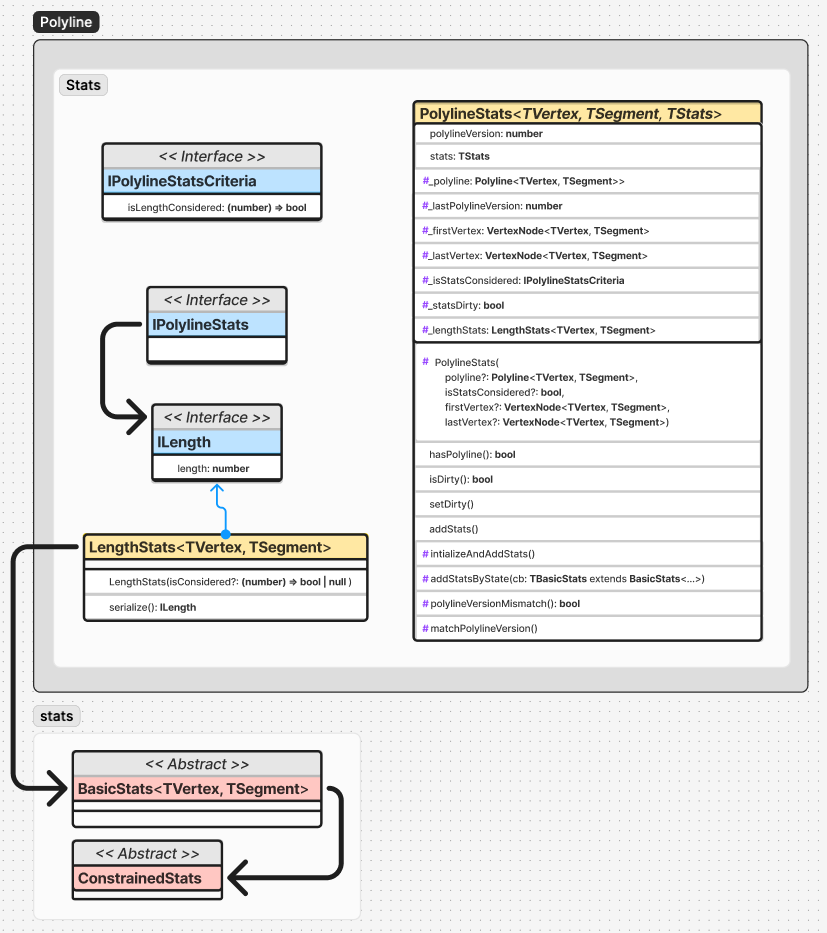 Polyline
Stats
<< Interface >>
IPolylineStatsCriteria
isLengthConsidered: (number) => bool
<< Interface >>
IPolylineStats
<< Interface >>
ILength
length: number
LengthStats<TVertex, TSegment>
LengthStats(isConsidered?: (number) => bool | null )
serialize(): ILength
PolylineStats<TVertex, TSegment, TStats>
polylineVersion: number
stats: TStats
#_polyline: Polyline<TVertex, TSegment>>
#_lastPolylineVersion: number
#_firstVertex: VertexNode<TVertex, TSegment>
#_lastVertex: VertexNode<TVertex, TSegment>
#_isStatsConsidered: IPolylineStatsCriteria
#_statsDirty: bool
#_lengthStats: LengthStats<TVertex, TSegment>
# PolylineStats(
polyline?: Polyline<TVertex, TSegment>,
isStatsConsidered?: bool,
firstVertex?: VertexNode<TVertex, TSegment>,
lastVertex?: VertexNode<TVertex, TSegment>)
hasPolyline(): bool
isDirty(): bool
setDirty()
addStats()
#intializeAndAddStats()
#addStatsByState(cb: TBasicStats extends BasicStats<...>)
#polylineVersionMismatch(): bool
#matchPolylineVersion()
stats
<< Abstract >>
BasicStats<TVertex, TSegment>
<< Abstract >>
ConstrainedStats